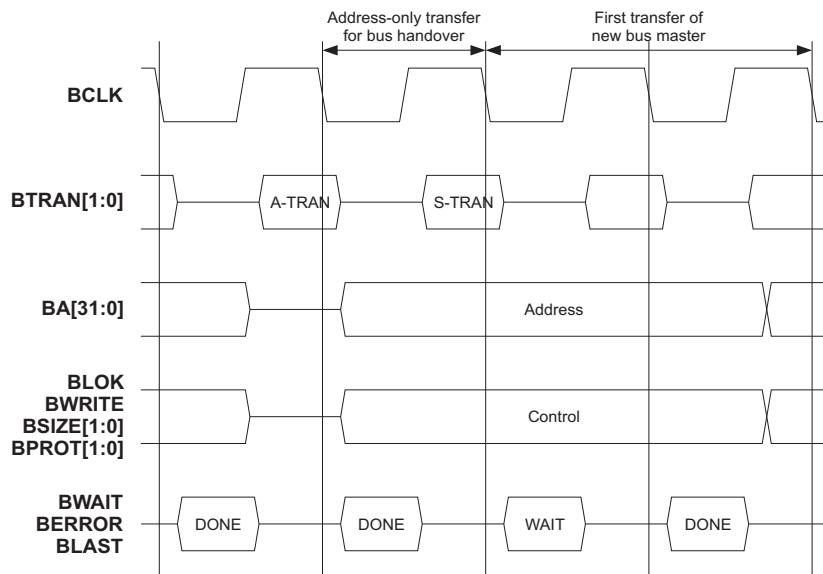 Address-only transfer
for bus handover
First transfer of
new bus master
BCLK
BTRAN[1:0]
A-TRAN
S-TRAN
BA[31:0]
Address
BLOK
BWRITE
BSIZE[1:0]
BPROT[1:0]
Control
BWAIT
BERROR
BLAST
DONE
DONE
WAIT
DONE